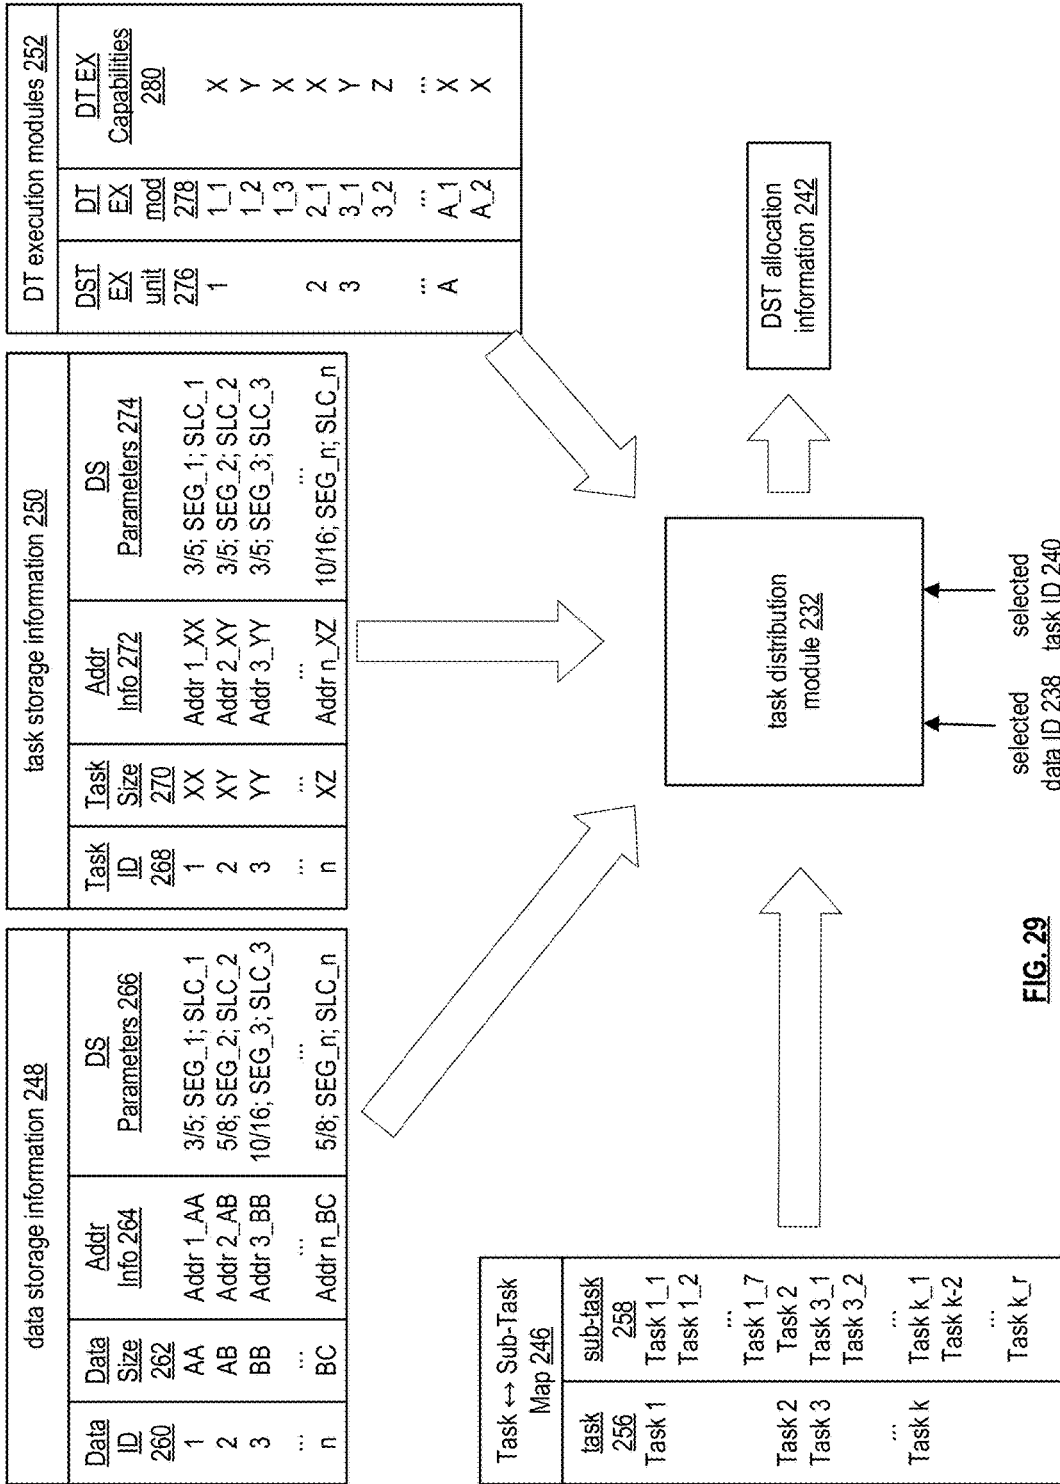 data storage information 248
Data ID 260
Data Size 262
Addr Info 264
DS Parameters 266
1 AA Addr 1_AA 3/5; SEG_1; SLC_1
2 AB Addr 2_AB 5/8; SEG_2; SLC_2
3 BB Addr 3_BB 10/16; SEG_3; SLC_3
... ... ... ...
n BC Addr n_BC 5/8; SEG_n; SLC_n
task storage information 250
Task ID 268
Task Size 270
Addr Info 272
DS Parameters 274
1 XX Addr 1_XX 3/5; SEG_1; SLC_1
2 XY Addr 2_XY 3/5; SEG_2; SLC_2
3 YY Addr 3_YY 3/5; SEG_3; SLC_3
... ... ... ...
n XZ Addr n_XZ 10/16; SEG_n; SLC_n
DT execution modules 252
DST EX unit 276
DT EX mod 278
DT EX Capabilities 280
1 1_1 X
1_2 Y
1_3 X
2 2_1 X
3 3_1 Y
3_2 Z
... ... ...
A A_1 X
A_2 X
Task ↔ Sub-Task
Map 246
task 256
sub-task 258
Task 1 Task 1_1
Task 1_2
...
Task 1_7
Task 2 Task 2
Task 3 Task 3_1
Task 3_2
... ...
Task k Task k_1
Task k-2
...
Task k_r
task distribution
module 232
DST allocation
information 242
selected
data ID 238
selected
task ID 240
FIG. 29